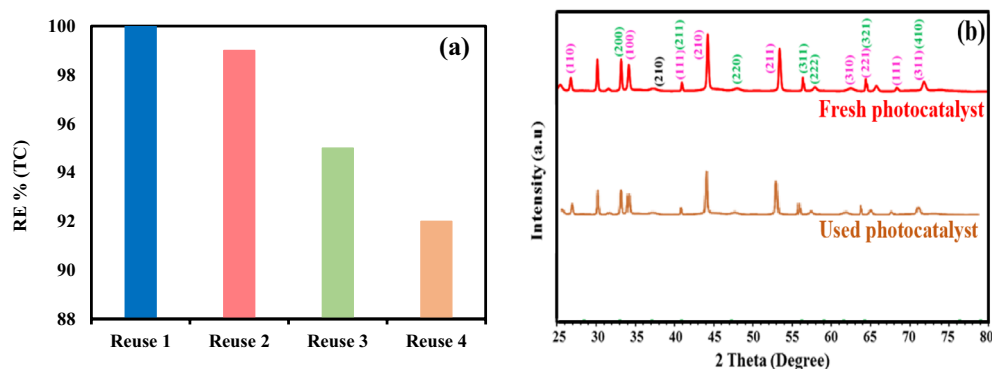 (a)
RE % (TC)
100
98
96
94
92
90
88
Reuse 1 Reuse 2 Reuse 3 Reuse 4
(b)
Intensity (a.u)
(110)
(200)
(100)
(210)
(111)
(211)
(210)
(220)
(211)
(311)
(222)
(310)
(221)
(321)
(111)
(311)
(410)
Fresh photocatalyst
Used photocatalyst
25 30 35 40 45 50 55 60 65 70 75 80
2 Theta (Degree)